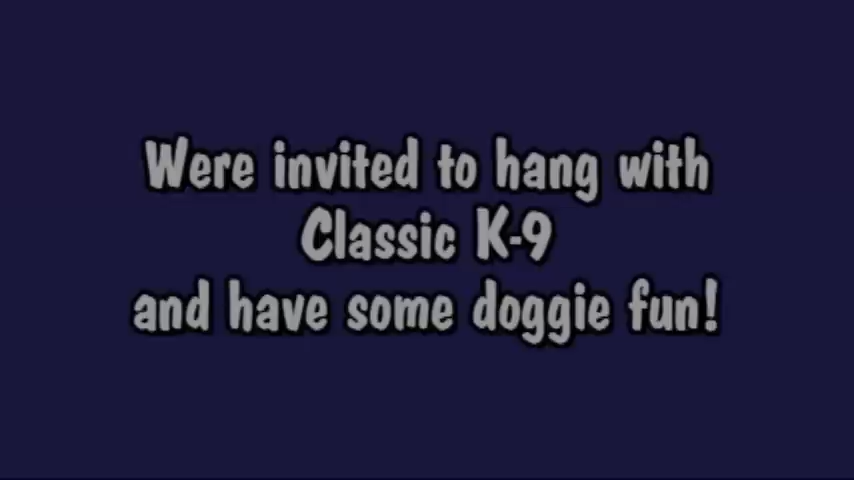 Were invited to hang with
Classic K-9
and have some doggie fun!